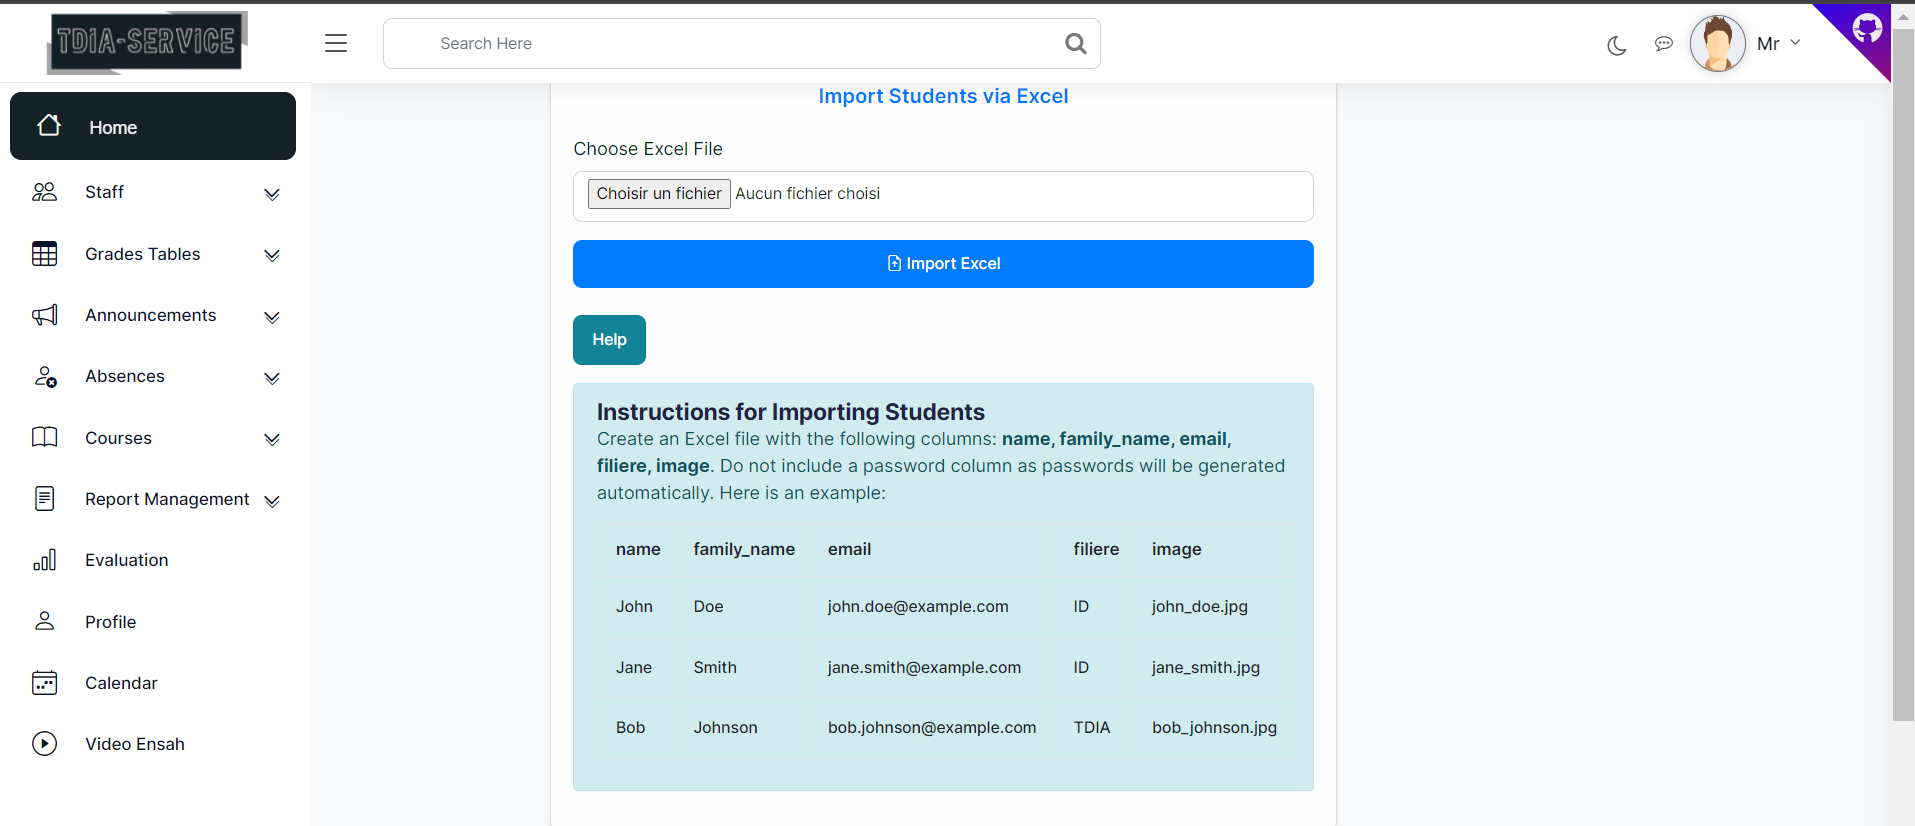 TDIA-SERVICE
Search Here
Mr
Home
Staff
Grades Tables
Announcements
Absences
Courses
Report Management
Evaluation
Profile
Calendar
Video Ensah
Import Students via Excel
Choose Excel File
Choisir un fichier Aucun fichier choisi
Import Excel
Help
Instructions for Importing Students
Create an Excel file with the following columns: name, family_name, email,
filiere, image. Do not include a password column as passwords will be generated
automatically. Here is an example:
name family_name email filiere image
John Doe john.doe@example.com ID john_doe.jpg
Jane Smith jane.smith@example.com ID jane_smith.jpg
Bob Johnson bob.johnson@example.com TDIA bob_johnson.jpg